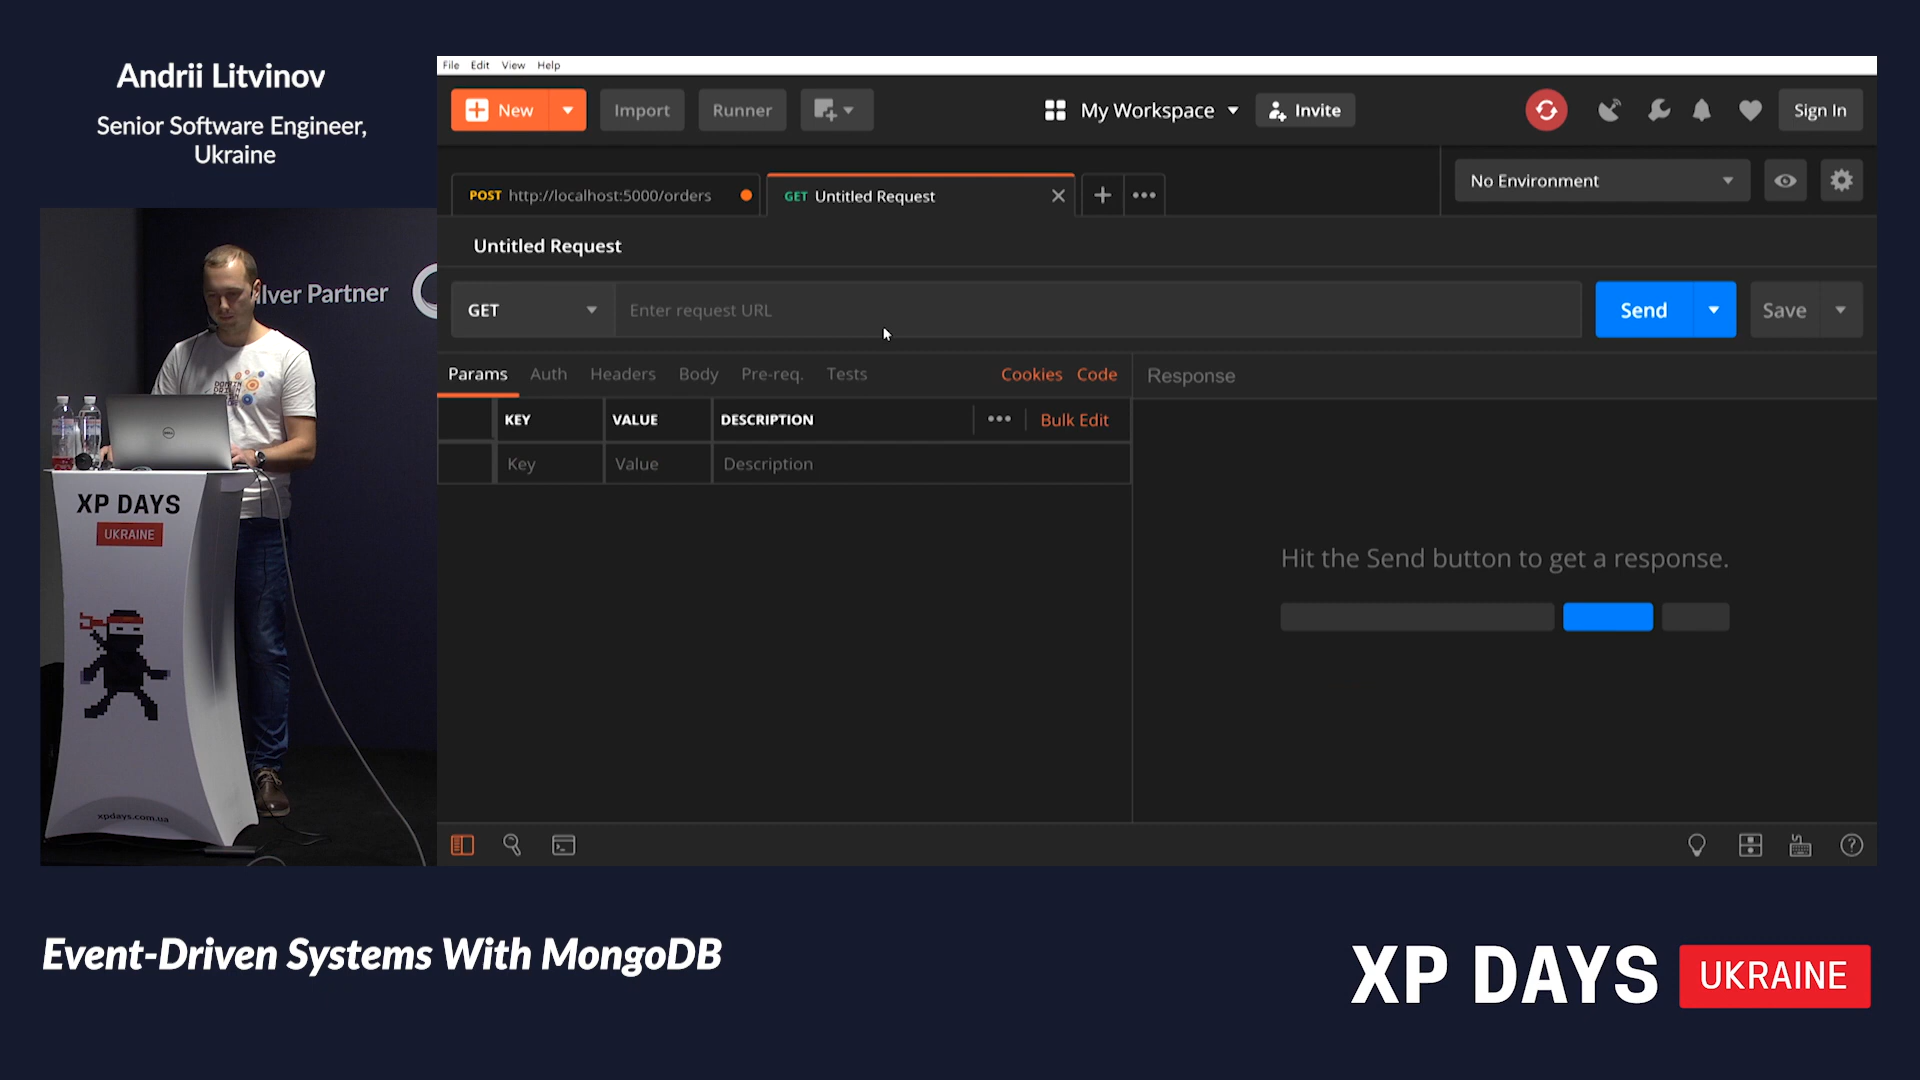 Andrii Litvinov
Senior Software Engineer,
Ukraine
lver Partner
XP DAYS
UKRAINE
xpdays.com.ua
File Edit View Help
New Import Runner My Workspace Invite Sign In
POST http://localhost:5000/orders GET Untitled Request No Environment
Untitled Request
GET Enter request URL Send Save
Params Auth Headers Body Pre-req. Tests Cookies Code Response
KEY VALUE DESCRIPTION Bulk Edit
Key Value Description
Hit the Send button to get a response.
Event-Driven Systems With MongoDB
XP DAYS UKRAINE